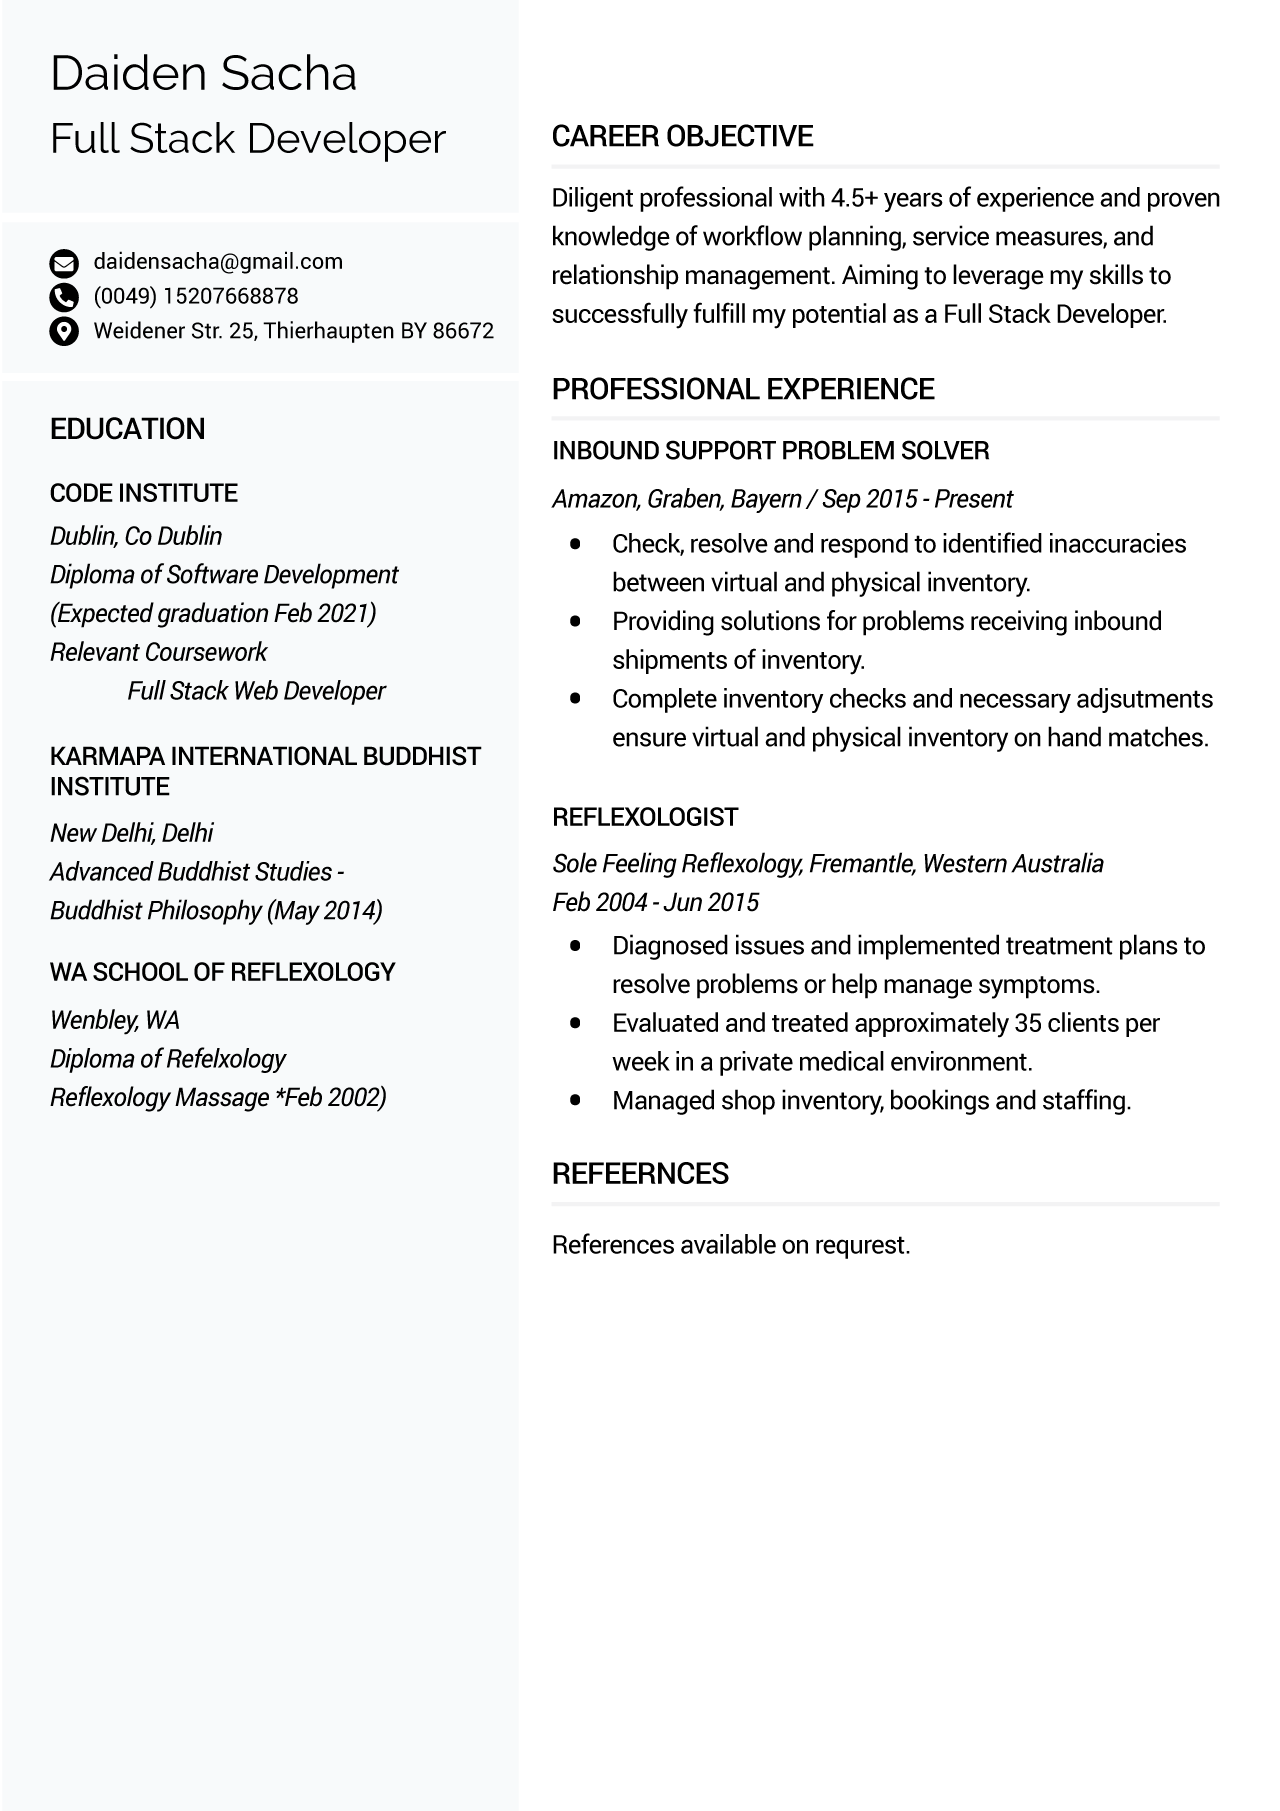 Daiden Sacha
Full Stack Developer
daidensacha@gmail.com
(0049) 15207668878
Weidener Str. 25, Thierhaupten BY 86672
EDUCATION
CODE INSTITUTE
Dublin, Co Dublin
Diploma of Software Development
(Expected graduation Feb 2021)
Relevant Coursework
Full Stack Web Developer
KARMAPA INTERNATIONAL BUDDHIST
INSTITUTE
New Delhi, Delhi
Advanced Buddhist Studies -
Buddhist Philosophy (May 2014)
WA SCHOOL OF REFLEXOLOGY
Wenbley, WA
Diploma of Refelxology
Reflexology Massage *Feb 2002)
CAREER OBJECTIVE
Diligent professional with 4.5+ years of experience and proven
knowledge of workflow planning, service measures, and
relationship management. Aiming to leverage my skills to
successfully fulfill my potential as a Full Stack Developer.
PROFESSIONAL EXPERIENCE
INBOUND SUPPORT PROBLEM SOLVER
Amazon, Graben, Bayern / Sep 2015 - Present
• Check, resolve and respond to identified inaccuracies
between virtual and physical inventory.
• Providing solutions for problems receiving inbound
shipments of inventory.
• Complete inventory checks and necessary adjsutments
ensure virtual and physical inventory on hand matches.
REFLEXOLOGIST
Sole Feeling Reflexology, Fremantle, Western Australia
Feb 2004 - Jun 2015
• Diagnosed issues and implemented treatment plans to
resolve problems or help manage symptoms.
• Evaluated and treated approximately 35 clients per
week in a private medical environment.
• Managed shop inventory, bookings and staffing.
REFEERNCES
References available on requrest.